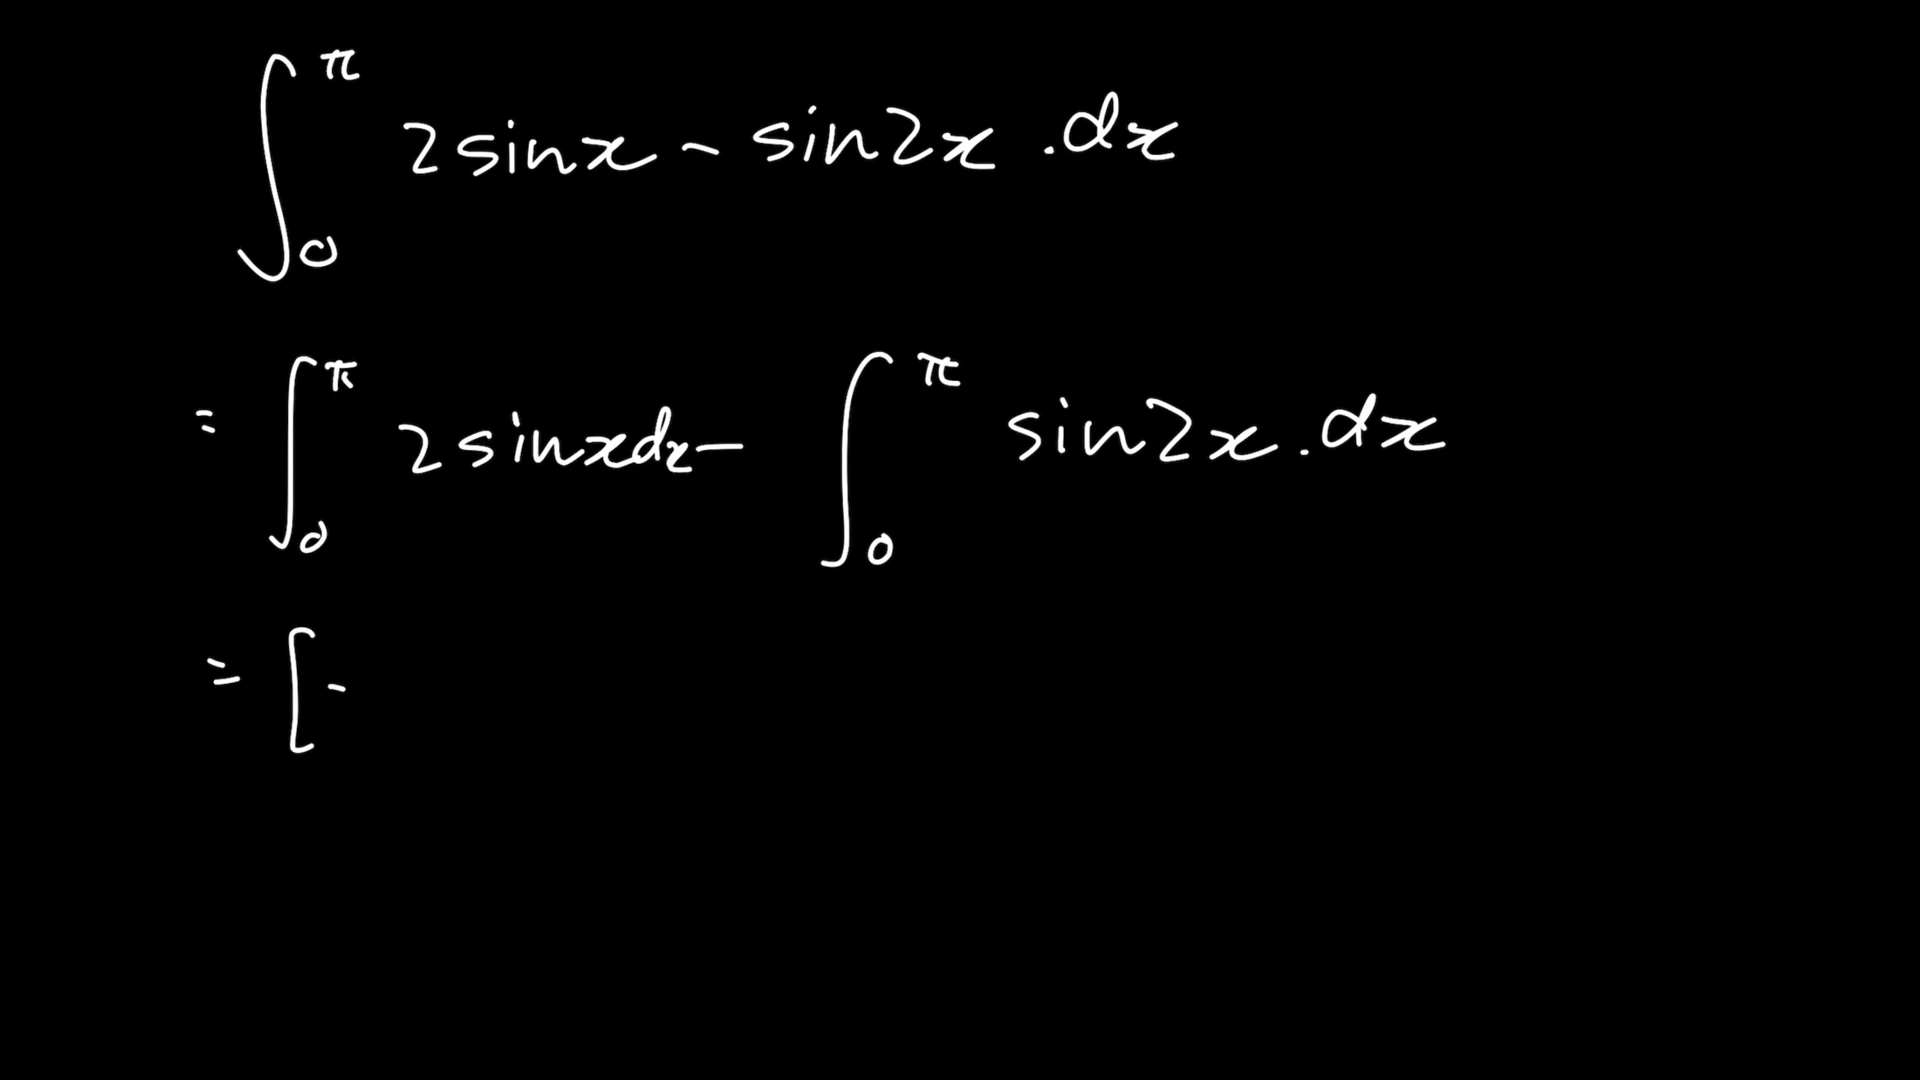 ∫₀^π 2sinx - sin2x .dx
= ∫₀^π 2sinxdx - ∫₀^π sin2x.dx
= [-